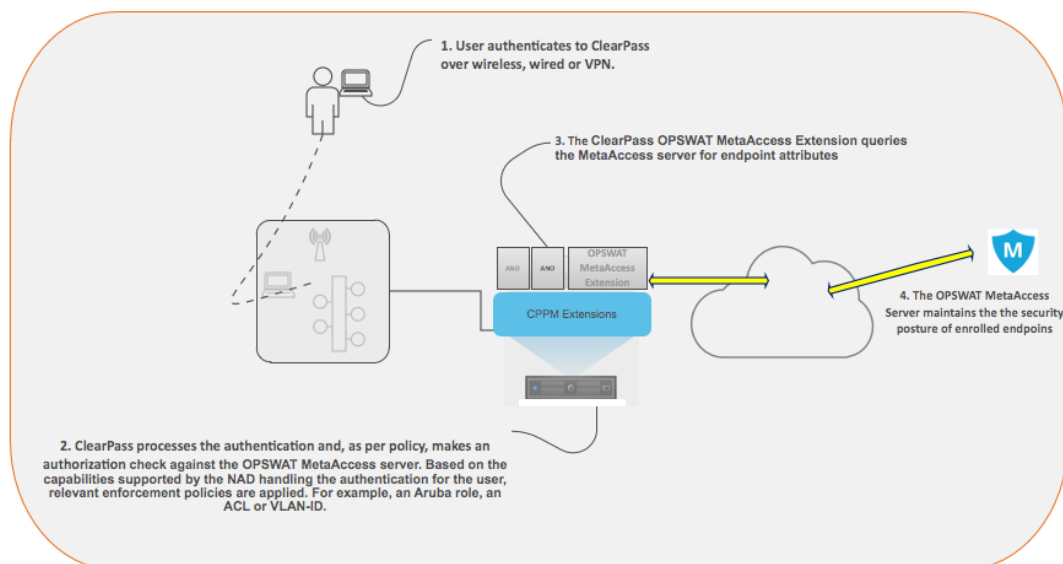 1. User authenticates to ClearPass
over wireless, wired or VPN.
3. The ClearPass OPSWAT MetaAccess Extension queries
the MetaAccess server for endpoint attributes
ANO
ANO
OPSWAT
MetaAccess
Extension
CPPM Extensions
M
4. The OPSWAT MetaAccess
Server maintains the the security
posture of enrolled endpoins
2. ClearPass processes the authentication and, as per policy, makes an
authorization check against the OPSWAT MetaAccess server. Based on the
capabilities supported by the NAD handling the authentication for the user,
relevant enforcement policies are applied. For example, an Aruba role, an
ACL or VLAN-ID.